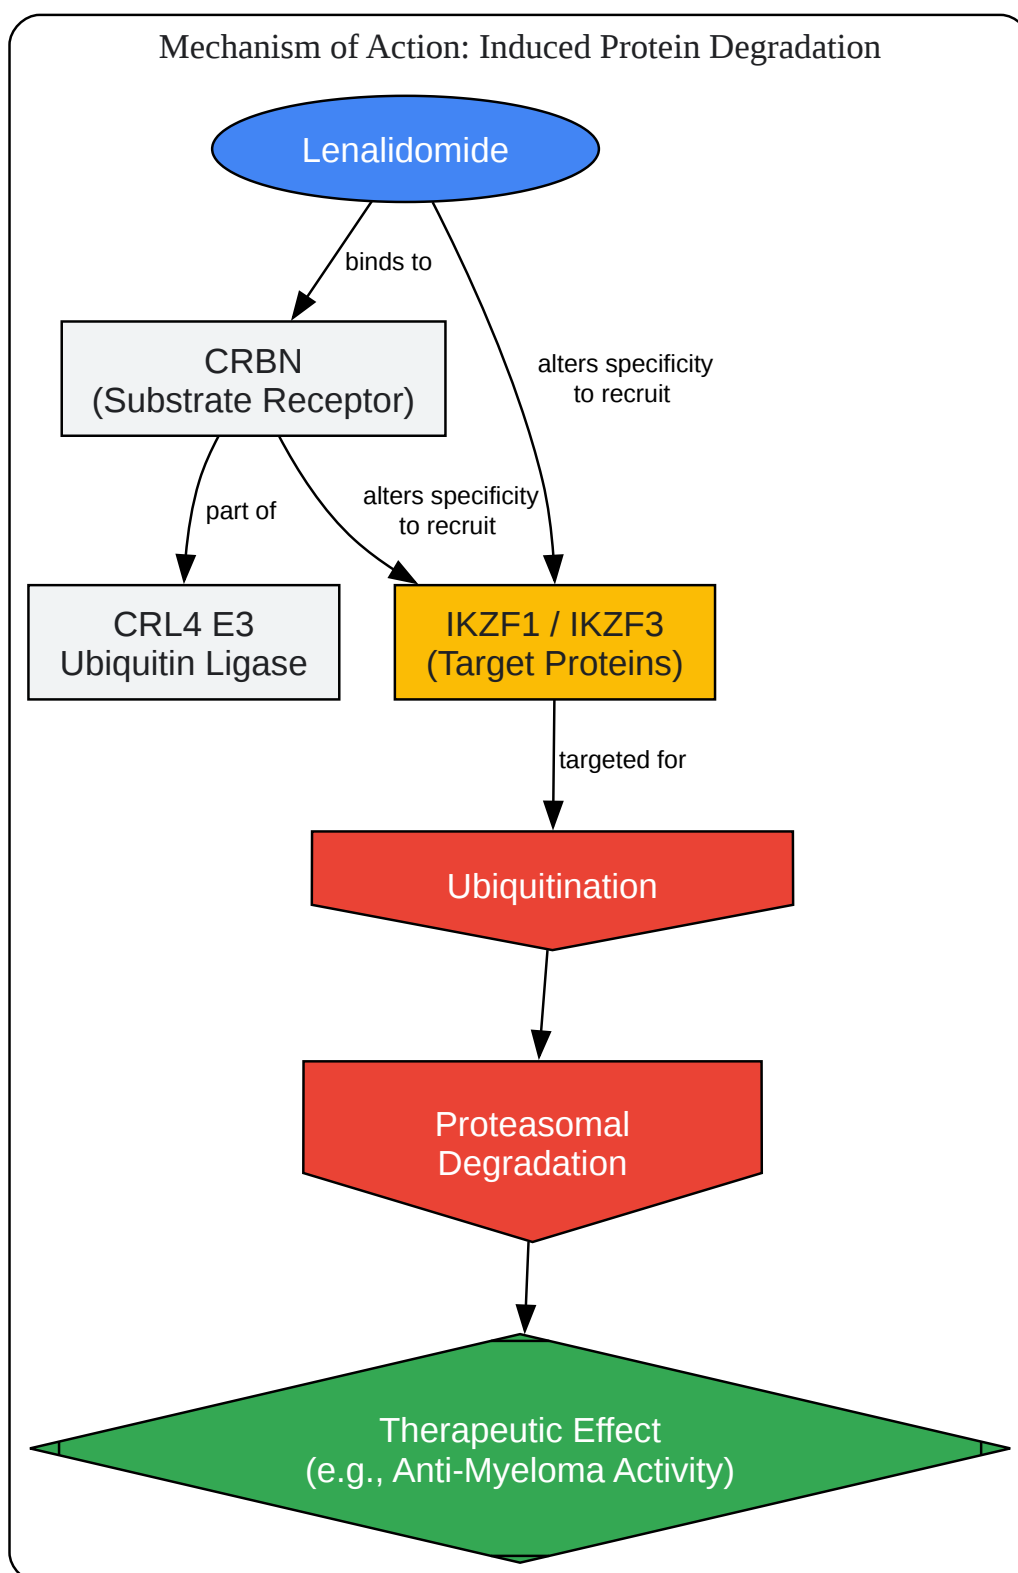 Mechanism of Action: Induced Protein Degradation
Lenalidomide
binds to
CRBN
(Substrate Receptor)
alters specificity
to recruit
part of
alters specificity
to recruit
CRL4 E3
Ubiquitin Ligase
IKZF1 / IKZF3
(Target Proteins)
targeted for
Ubiquitination
Proteasomal
Degradation
Therapeutic Effect
(e.g., Anti-Myeloma Activity)